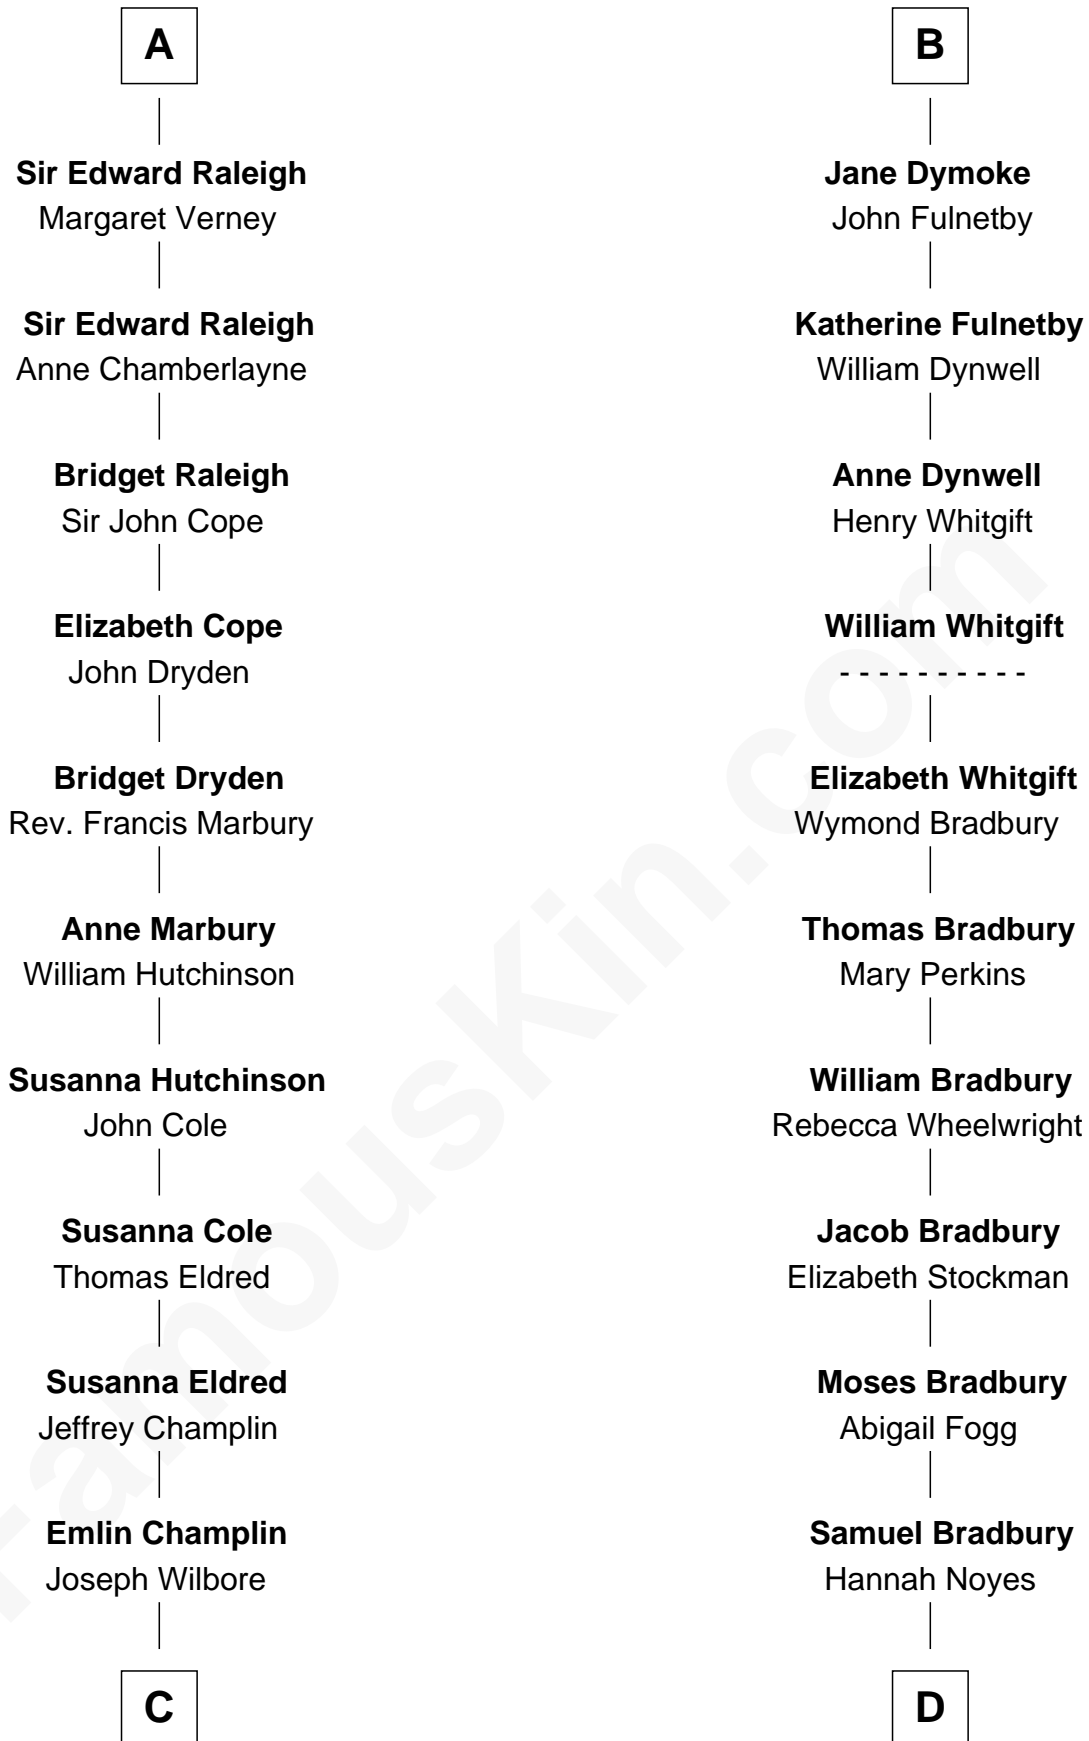 A
Sir Edward Raleigh
Margaret Verney
Sir Edward Raleigh
Anne Chamberlayne
Bridget Raleigh
Sir John Cope
Elizabeth Cope
John Dryden
Bridget Dryden
Rev. Francis Marbury
Anne Marbury
William Hutchinson
Susanna Hutchinson
John Cole
Susanna Cole
Thomas Eldred
Susanna Eldred
Jeffrey Champlin
Emlin Champlin
Joseph Wilbore
C
B
Jane Dymoke
John Fulnetby
Katherine Fulnetby
William Dynwell
Anne Dynwell
Henry Whitgift
William Whitgift
- - - - - - - - - -
Elizabeth Whitgift
Wymond Bradbury
Thomas Bradbury
Mary Perkins
William Bradbury
Rebecca Wheelwright
Jacob Bradbury
Elizabeth Stockman
Moses Bradbury
Abigail Fogg
Samuel Bradbury
Hannah Noyes
D
FamousKin.com